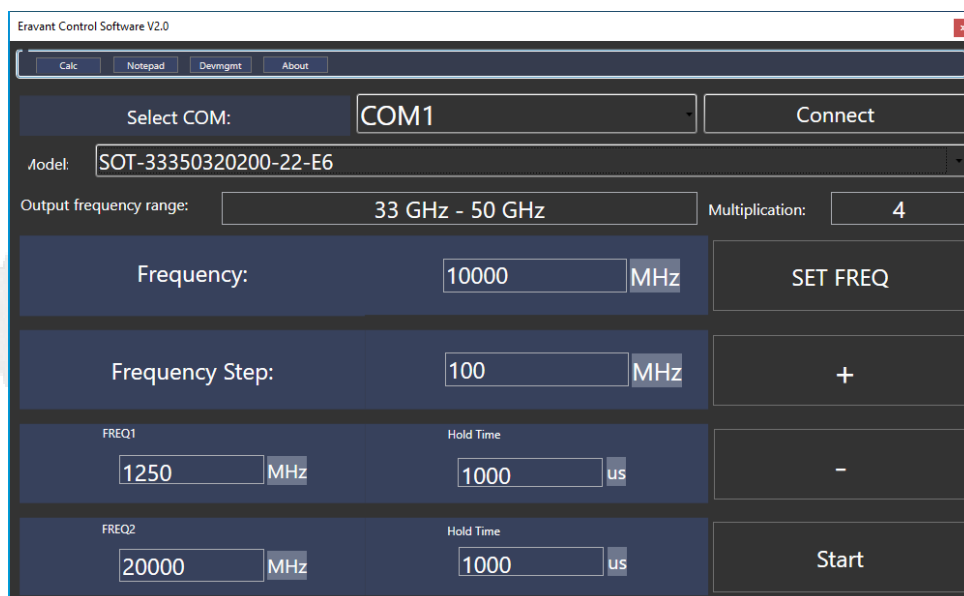 Eravant Control Software V2.0
x
Calc Notepad Devmgmt About
Select COM: COM1 Connect
Model: SOT-33350320200-22-E6
Output frequency range: 33 GHz - 50 GHz Multiplication: 4
Frequency: 10000 MHz SET FREQ
Frequency Step: 100 MHz +
FREQ1 Hold Time
1250 MHz 1000 us -
FREQ2 Hold Time
20000 MHz 1000 us Start